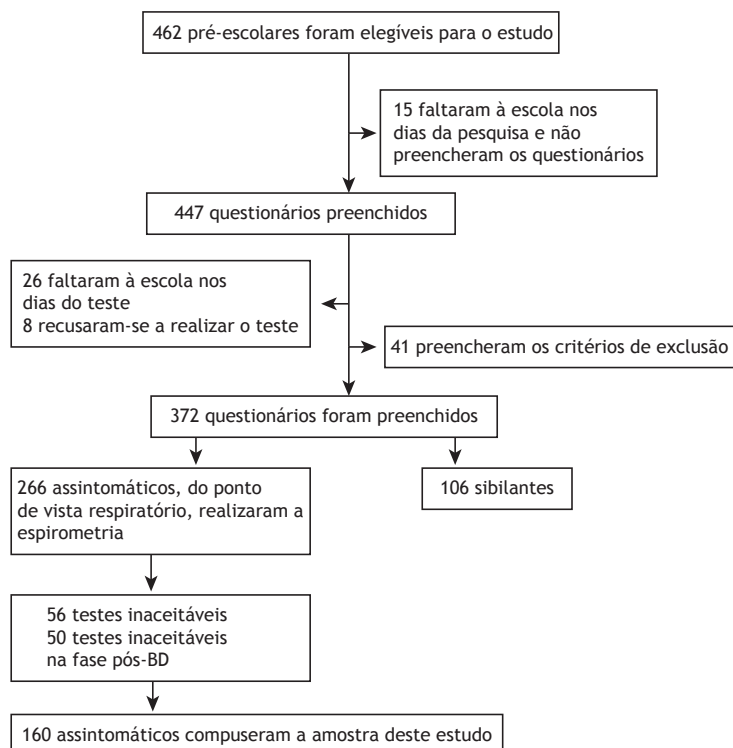 462 pré-escolares foram elegíveis para o estudo
15 faltaram à escola nos
dias da pesquisa e não
preencheram os questionários
447 questionários preenchidos
26 faltaram à escola nos
dias do teste
8 recusaram-se a realizar o teste
41 preencheram os critérios de exclusão
372 questionários foram preenchidos
266 assintomáticos, do ponto
de vista respiratório, realizaram a
espirometria
106 sibilantes
56 testes inaceitáveis
50 testes inaceitáveis
na fase pós-BD
160 assintomáticos compuseram a amostra deste estudo